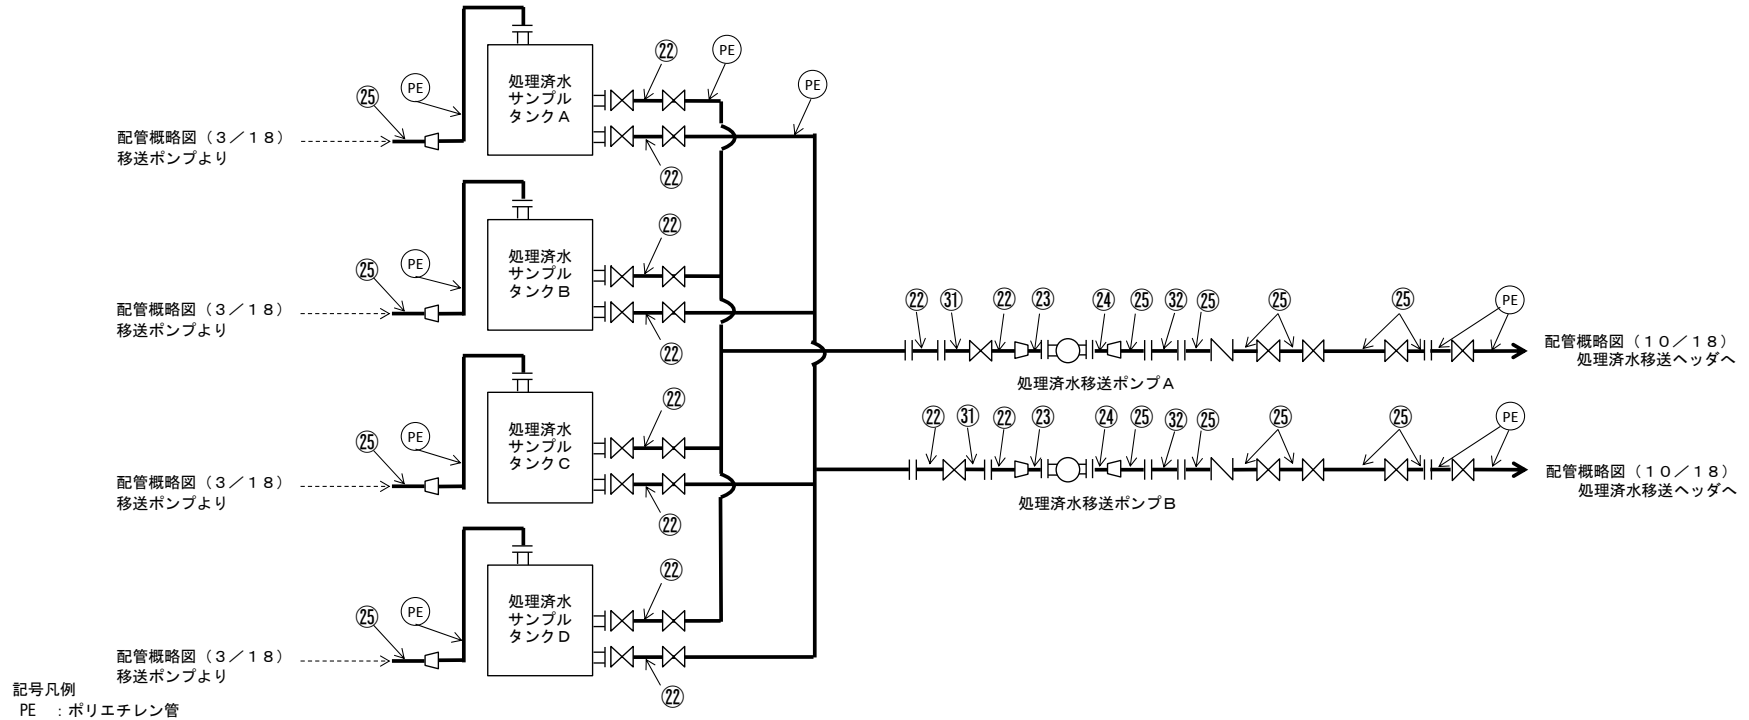 ㉒
PE
PE
㉕
PE
処理済水
サンプル
タンクＡ
配管概略図（３／１８）
移送ポンプより
㉒
㉒
㉕
PE
処理済水
サンプル
タンクＢ
配管概略図（３／１８）
移送ポンプより
㉒
㉒
㉛
㉒
㉓
㉔
㉕
㉜
㉕
㉕
㉕
PE
配管概略図（１０／１８）
処理済水移送ヘッダへ
処理済水移送ポンプＡ
㉒
㉕
PE
処理済水
サンプル
タンクＣ
配管概略図（３／１８）
移送ポンプより
㉒
㉒
㉛
㉒
㉓
㉔
㉕
㉜
㉕
㉕
㉕
PE
配管概略図（１０／１８）
処理済水移送ヘッダへ
処理済水移送ポンプＢ
㉒
㉕
PE
処理済水
サンプル
タンクＤ
配管概略図（３／１８）
移送ポンプより
㉒
記号凡例
PE ：ポリエチレン管